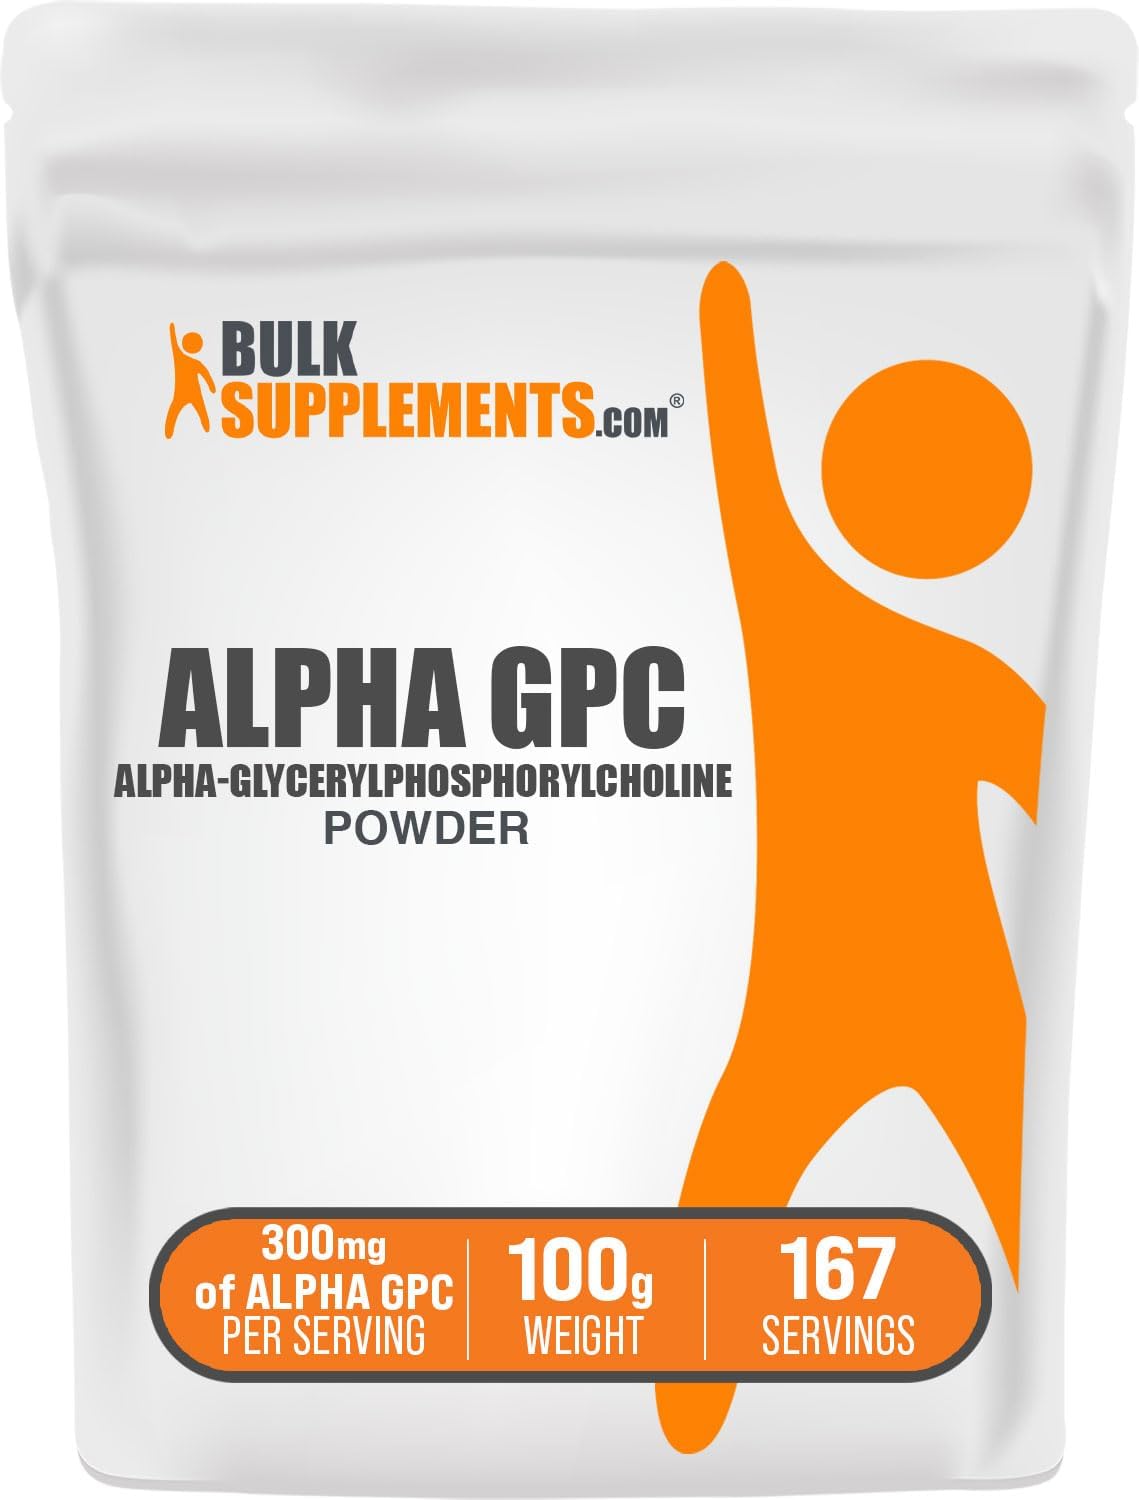 BULK
SUPPLEMENTS.COM®
ALPHA GPC
ALPHA-GLYCERYLPHOSPHORYLCHOLINE
POWDER
300mg
of ALPHA GPC
PER SERVING
100g
WEIGHT
167
SERVINGS